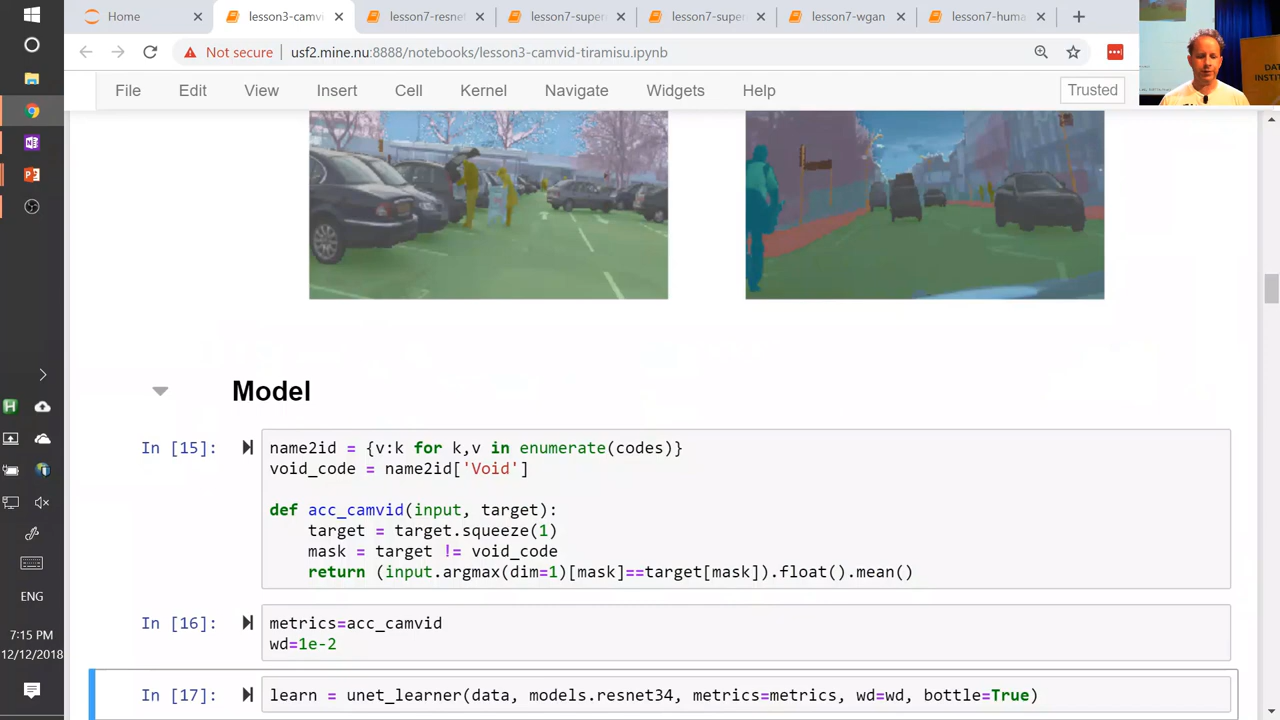 Home
lesson3-camvi
lesson7-resnet
lesson7-super
lesson7-super
lesson7-wgan
lesson7-huma
Not secure
usf2.mine.nu:8888/notebooks/lesson3-camvid-tiramisu.ipynb
File Edit View Insert Cell Kernel Navigate Widgets Help
Trusted
DAT
INSTIT
Model
In [15]:
name2id = {v:k for k,v in enumerate(codes)}
void_code = name2id['Void']
def acc_camvid(input, target):
target = target.squeeze(1)
mask = target != void_code
return (input.argmax(dim=1)[mask]==target[mask]).float().mean()
In [16]:
metrics=acc_camvid
wd=1e-2
In [17]:
learn = unet_learner(data, models.resnet34, metrics=metrics, wd=wd, bottle=True)
ENG
7:15 PM
12/12/2018